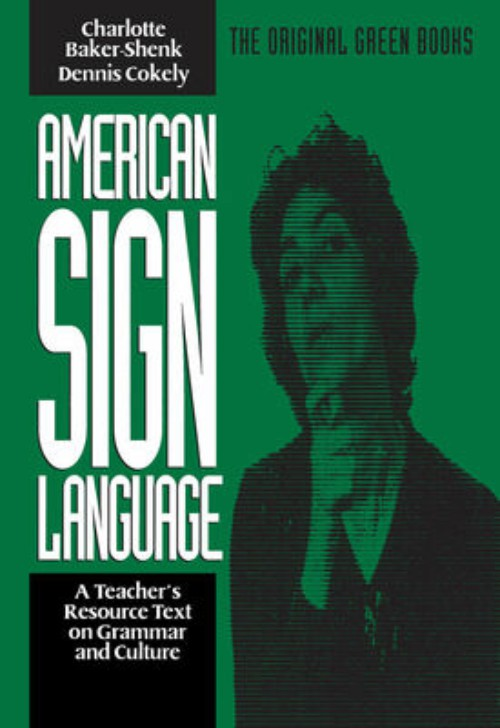 Charlotte
Baker-Shenk
Dennis Cokely
THE ORIGINAL GREEN BOOKS
AMERICAN
SIGN
LANGUAGE
A Teacher's
Resource Text
on Grammar
and Culture